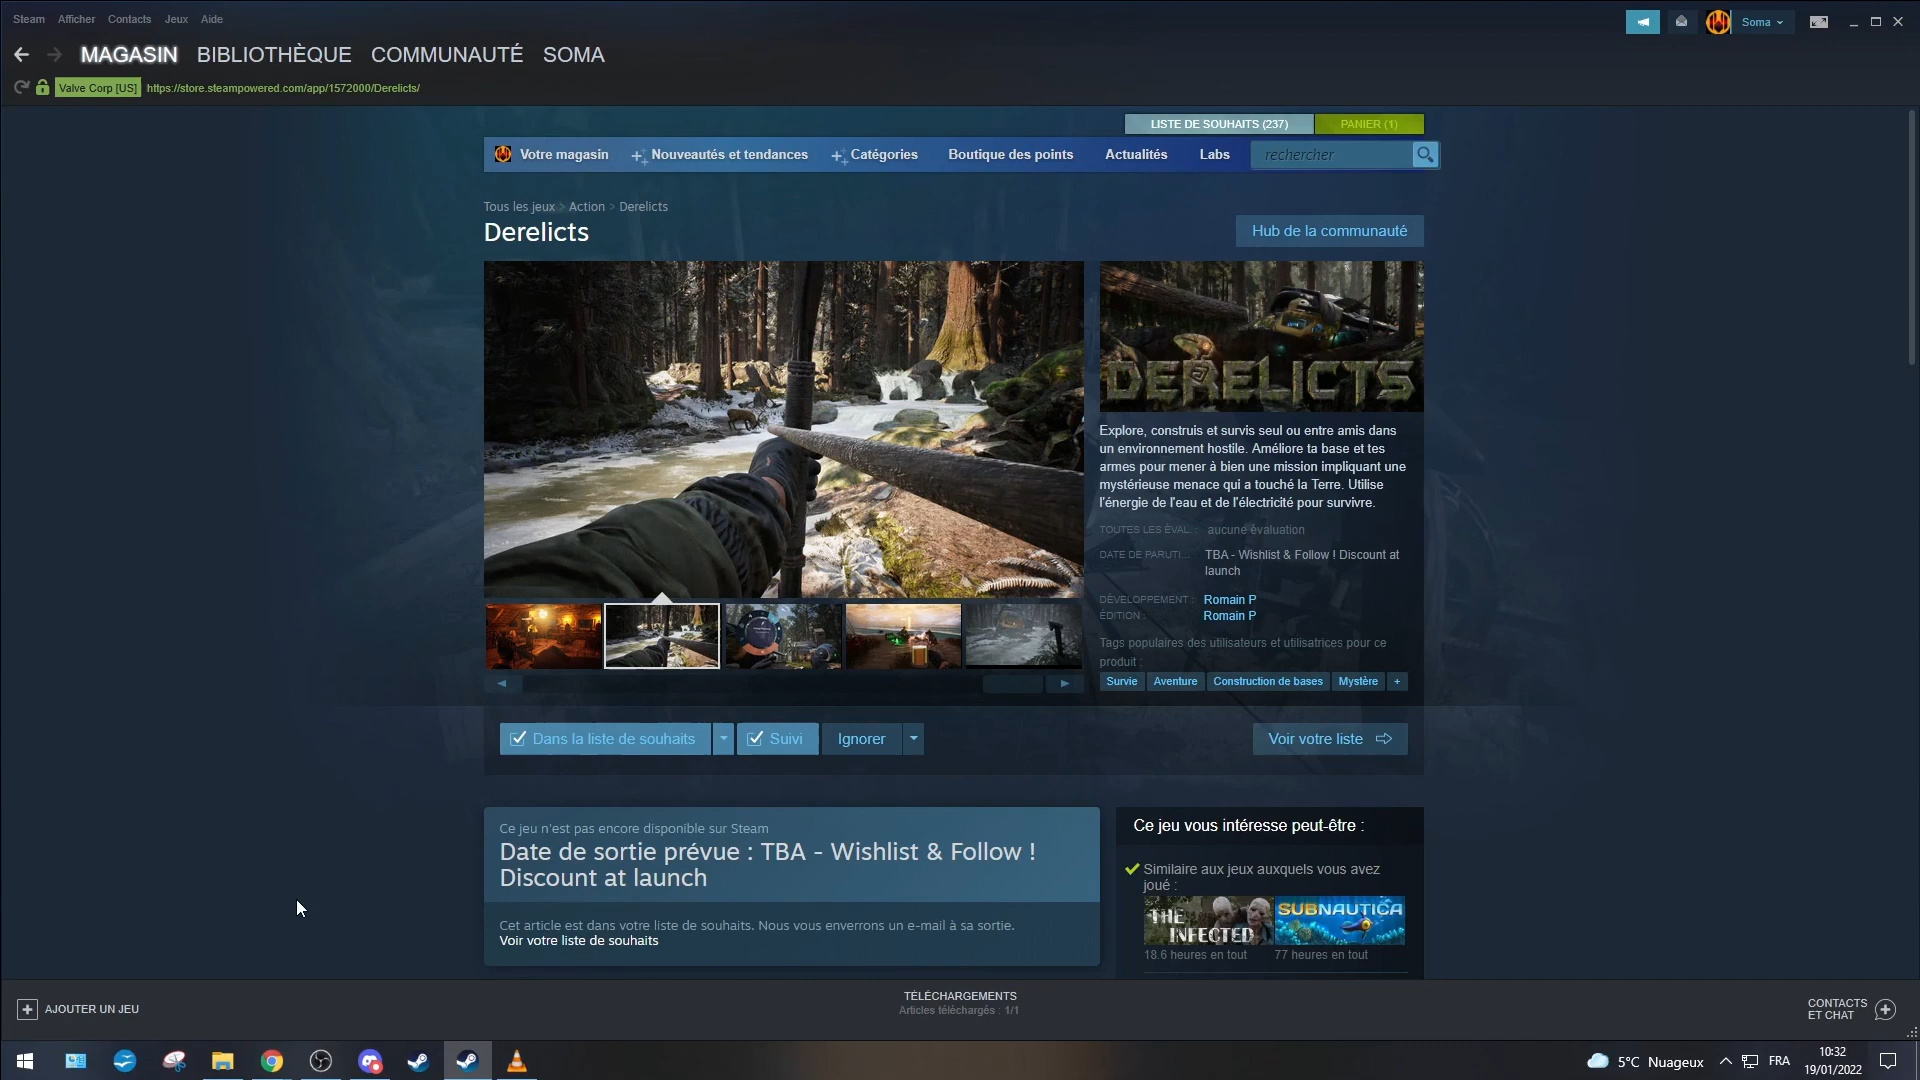 Steam Afficher Contacts Jeux Aide
Soma
MAGASIN BIBLIOTHÈQUE COMMUNAUTÉ SOMA
Valve Corp [US] https://store.steampowered.com/app/1572000/Derelicts/
LISTE DE SOUHAITS (237) PANIER (1)
Votre magasin Nouveautés et tendances Catégories Boutique des points Actualités Labs rechercher
Tous les jeux > Action > Derelicts
Derelicts
Hub de la communauté
DERELICTS
Explore, construis et survis seul ou entre amis dans
un environnement hostile. Améliore ta base et tes
armes pour mener à bien une mission impliquant une
mystérieuse menace qui a touché la Terre. Utilise
l'énergie de l'eau et de l'électricité pour survivre.
TOUTES LES ÉVAL. : aucune évaluation
DATE DE PARUTI... TBA - Wishlist & Follow ! Discount at
launch
DÉVELOPPEMENT : Romain P
ÉDITION : Romain P
Tags populaires des utilisateurs et utilisatrices pour ce
produit :
Survie Aventure Construction de bases Mystère +
Dans la liste de souhaits Suivi Ignorer Voir votre liste
Ce jeu n'est pas encore disponible sur Steam
Date de sortie prévue : TBA - Wishlist & Follow !
Discount at launch
Cet article est dans votre liste de souhaits. Nous vous enverrons un e-mail à sa sortie.
Voir votre liste de souhaits
Ce jeu vous intéresse peut-être :
Similaire aux jeux auxquels vous avez
joué :
THE INFECTED SUBNAUTICA
18.6 heures en tout 77 heures en tout
AJOUTER UN JEU
TÉLÉCHARGEMENTS
Articles téléchargés : 1/1
CONTACTS
ET CHAT
5°C Nuageux FRA
10:32
19/01/2022